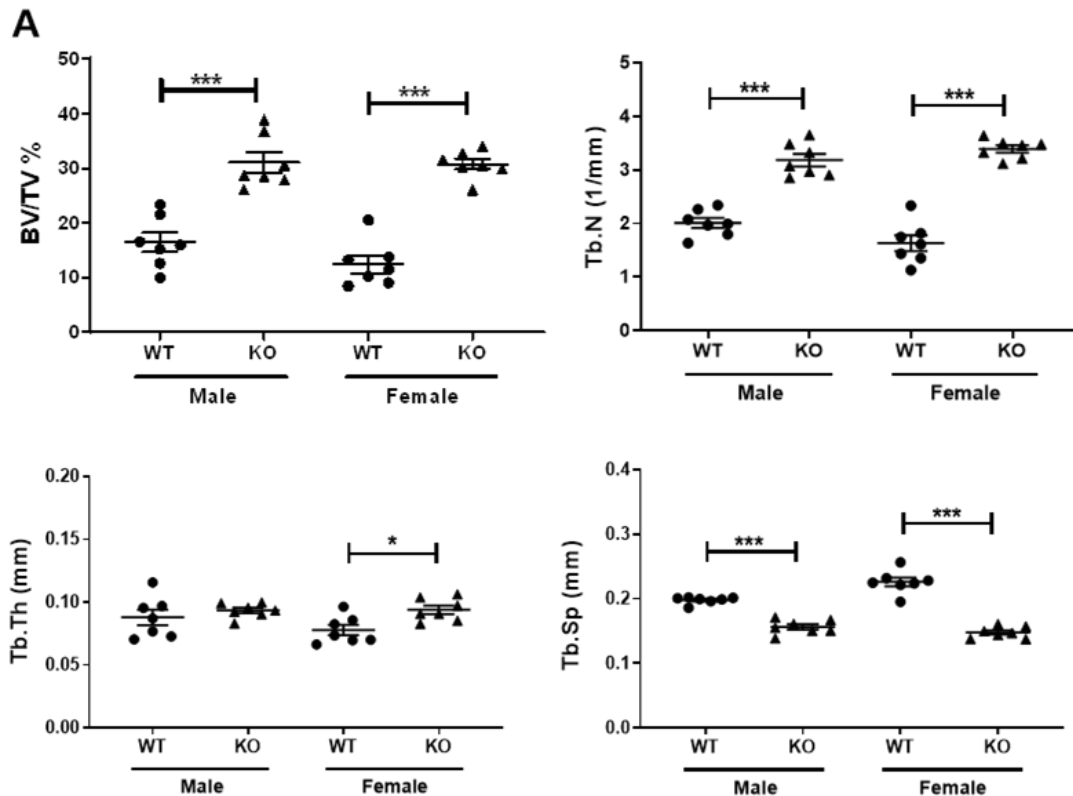 A
BV/TV %
50
40
30
20
10
0
***
***
WT KO WT KO
Male Female
Tb.N (1/mm)
5
4
3
2
1
0
***
***
WT KO WT KO
Male Female
Tb.Th (mm)
0.20
0.15
0.10
0.05
0.00
*
WT KO WT KO
Male Female
Tb.Sp (mm)
0.4
0.3
0.2
0.1
0.0
***
***
WT KO WT KO
Male Female